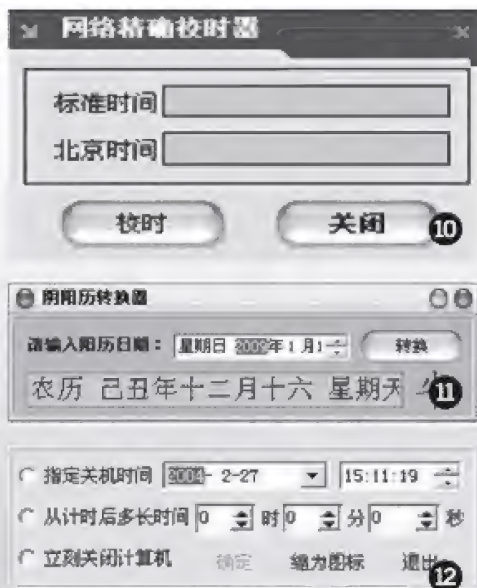 网络精确校时器
标准时间
北京时间
校时 关闭 10
阴阳历转换器
请输入阳历日期： 星期日 年1月1 转换
农历 己丑年十二月十六 星期天 11
指定关机时间 2004- 2-27 15:11:19
从计时后多长时间 0 时 0 分 0 秒
立刻关闭计算机 确定 缩为图标 退出 12